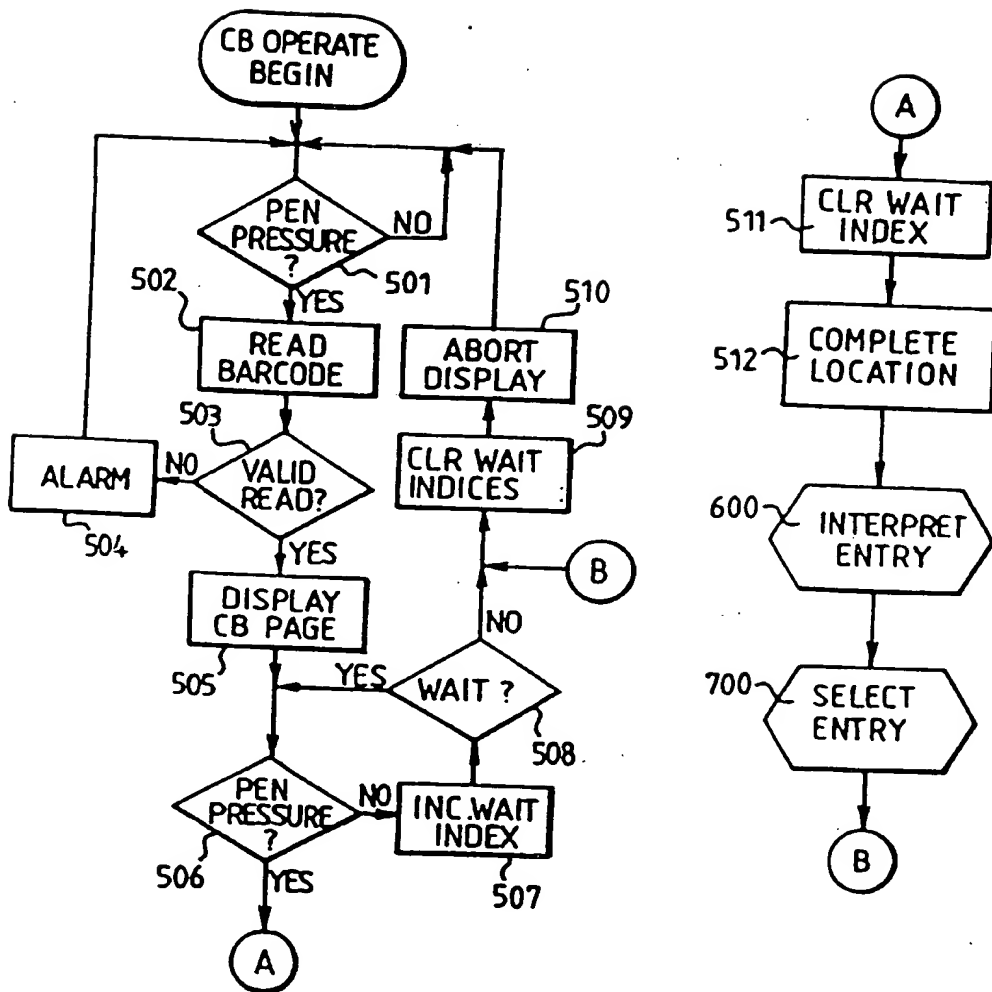 CB OPERATE
BEGIN
PEN
PRESSURE
?
NO
501
YES
502
READ
BARCODE
503
VALID
READ?
NO
ALARM
504
YES
DISPLAY
CB PAGE
505
PEN
PRESSURE
?
506
NO
YES
A
INC. WAIT
INDEX
507
WAIT ?
508
YES
NO
B
CLR WAIT
INDICES
509
ABORT
DISPLAY
510
A
CLR WAIT
INDEX
511
COMPLETE
LOCATION
512
INTERPRET
ENTRY
600
SELECT
ENTRY
700
B